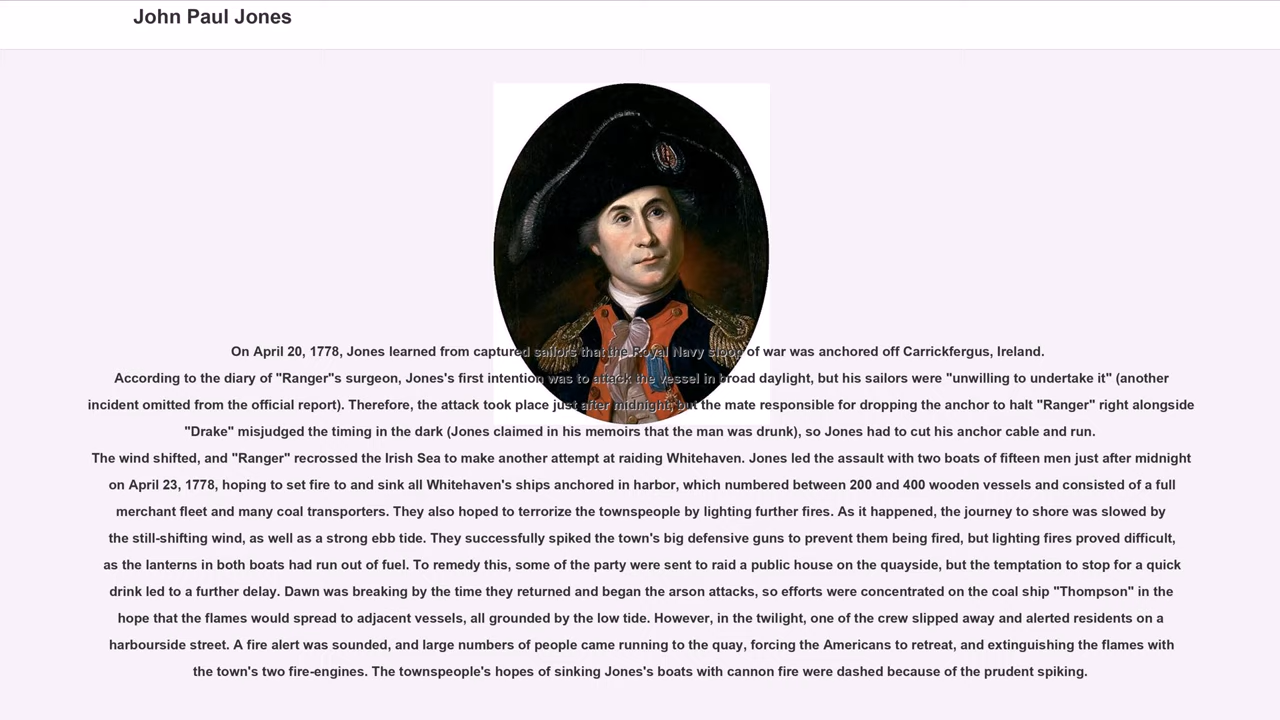 John Paul Jones
On April 20, 1778, Jones learned from captured sailors that the Royal Navy sloop of war was anchored off Carrickfergus, Ireland.
According to the diary of "Ranger"s surgeon, Jones's first intention was to attack the vessel in broad daylight, but his sailors were "unwilling to undertake it" (another
incident omitted from the official report). Therefore, the attack took place just after midnight, but the mate responsible for dropping the anchor to halt "Ranger" right alongside
"Drake" misjudged the timing in the dark (Jones claimed in his memoirs that the man was drunk), so Jones had to cut his anchor cable and run.
The wind shifted, and "Ranger" recrossed the Irish Sea to make another attempt at raiding Whitehaven. Jones led the assault with two boats of fifteen men just after midnight
on April 23, 1778, hoping to set fire to and sink all Whitehaven's ships anchored in harbor, which numbered between 200 and 400 wooden vessels and consisted of a full
merchant fleet and many coal transporters. They also hoped to terrorize the townspeople by lighting further fires. As it happened, the journey to shore was slowed by
the still-shifting wind, as well as a strong ebb tide. They successfully spiked the town's big defensive guns to prevent them being fired, but lighting fires proved difficult,
as the lanterns in both boats had run out of fuel. To remedy this, some of the party were sent to raid a public house on the quayside, but the temptation to stop for a quick
drink led to a further delay. Dawn was breaking by the time they returned and began the arson attacks, so efforts were concentrated on the coal ship "Thompson" in the
hope that the flames would spread to adjacent vessels, all grounded by the low tide. However, in the twilight, one of the crew slipped away and alerted residents on a
harbourside street. A fire alert was sounded, and large numbers of people came running to the quay, forcing the Americans to retreat, and extinguishing the flames with
the town's two fire-engines. The townspeople's hopes of sinking Jones's boats with cannon fire were dashed because of the prudent spiking.